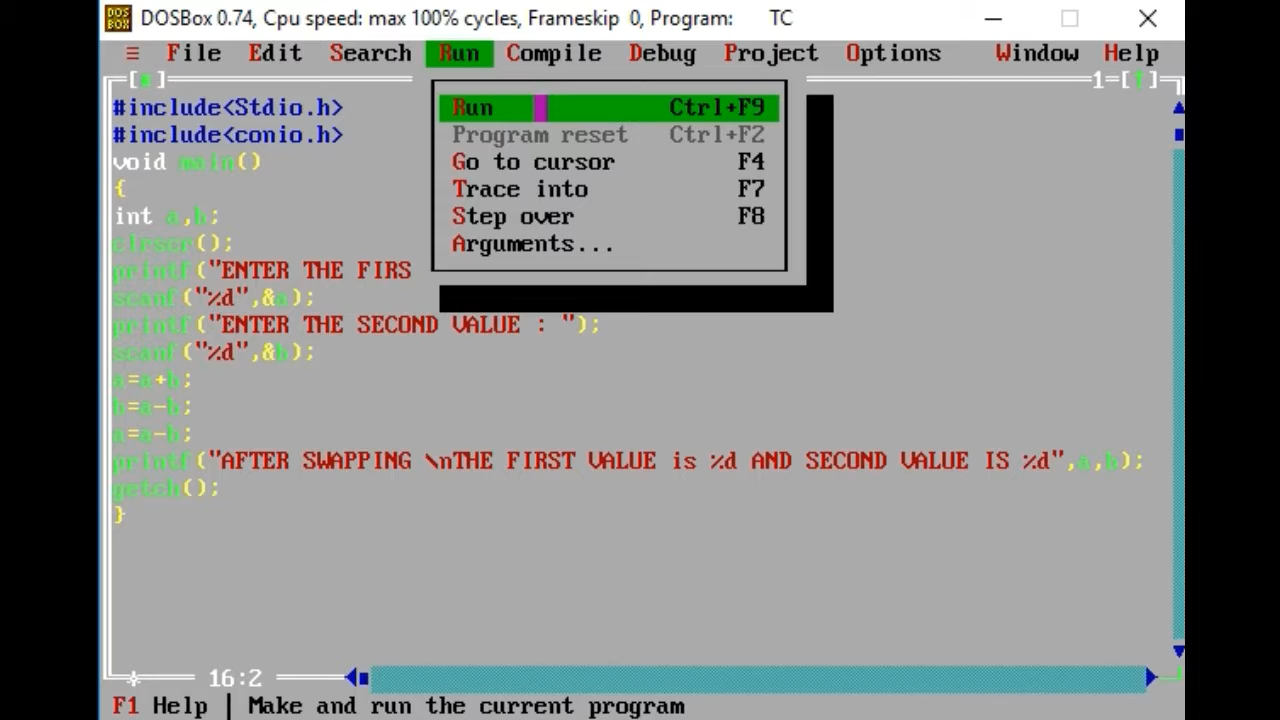 DOSBox 0.74, Cpu speed: max 100% cycles, Frameskip 0, Program: TC
≡ File Edit Search Run Compile Debug Project Options Window Help
1=[↑]
Run Ctrl+F9
Program reset Ctrl+F2
Go to cursor F4
Trace into F7
Step over F8
Arguments...
#include<Stdio.h>
#include<conio.h>
void main()
{
int a,b;
clrscr();
printf("ENTER THE FIRS
scanf("%d",&a);
printf("ENTER THE SECOND VALUE : ");
scanf("%d",&b);
a=a+b;
b=a-b;
a=a-b;
printf("AFTER SWAPPING \nTHE FIRST VALUE is %d AND SECOND VALUE IS %d",a,b);
getch();
}
16:2
F1 Help | Make and run the current program